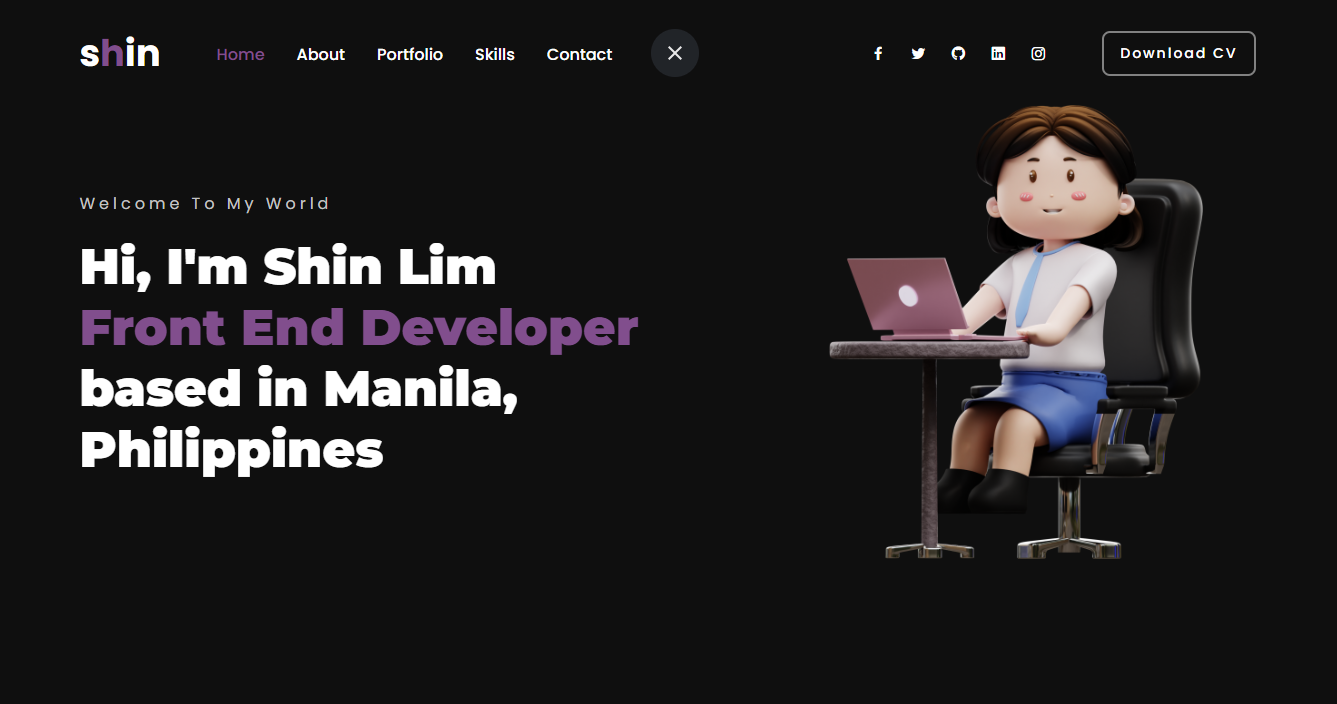 shin
Home About Portfolio Skills Contact
Download CV
Welcome To My World
Hi, I'm Shin Lim
Front End Developer
based in Manila,
Philippines